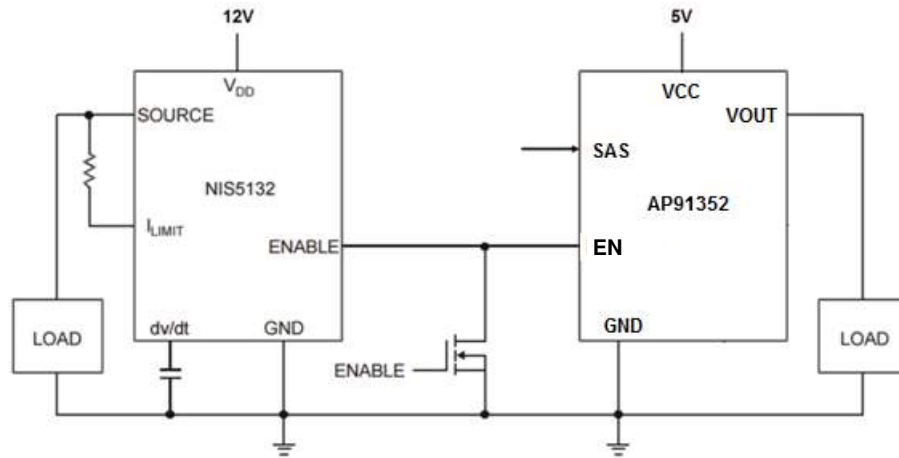 12V
5V
VDD
VCC
SOURCE
VOUT
SAS
NIS5132
AP91352
ILIMIT
ENABLE
EN
LOAD
dv/dt
GND
ENABLE
GND
LOAD